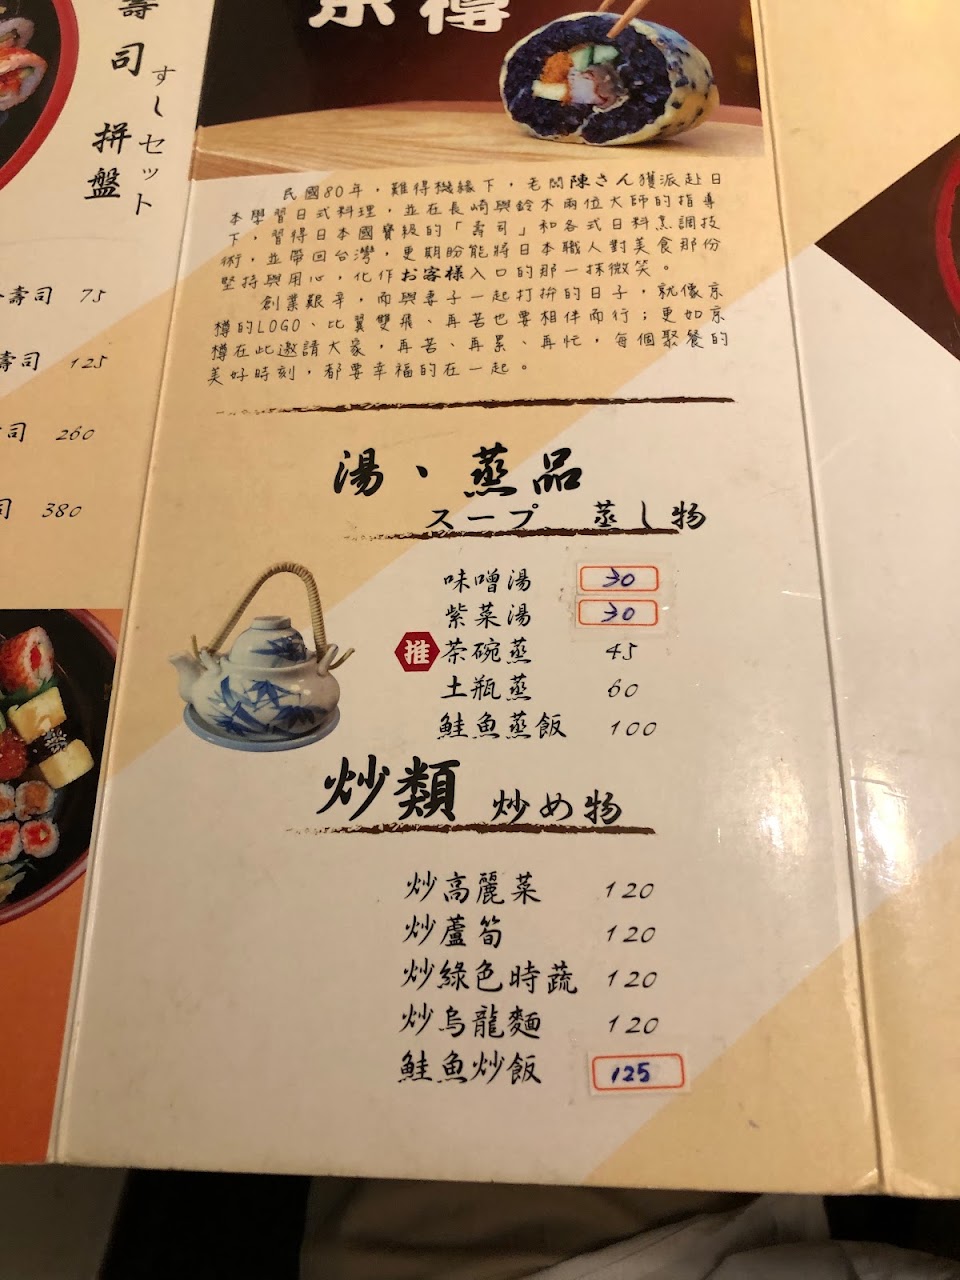 壽司拼盤
すしセット
壽司 75
壽司 125
司 260
司 380
京樽
民國80年，難得機緣下，老闆陳さん獲派赴日
本學習日式料理，並在長崎與鈴木兩位大師的指導
下，習得日本國寶級的「壽司」和各式日料烹調技
術，並帶回台灣，更期盼能將日本職人對美食那份
堅持與用心，化作お客樣入口的那一抹微笑。
創業艱辛，而與妻子一起打拚的日子，就像京
樽的LOGO、比翼雙飛、再苦也要相伴而行；更如京
樽在此邀請大家，再苦、再累、再忙，每個聚餐的
美好時刻，都要幸福的在一起。
湯、蒸品
スープ 蒸し物
味噌湯 30
紫菜湯 30
推 茶碗蒸 45
土瓶蒸 60
鮭魚蒸飯 100
炒類 炒め物
炒高麗菜 120
炒蘆筍 120
炒綠色時蔬 120
炒烏龍麵 120
鮭魚炒飯 125